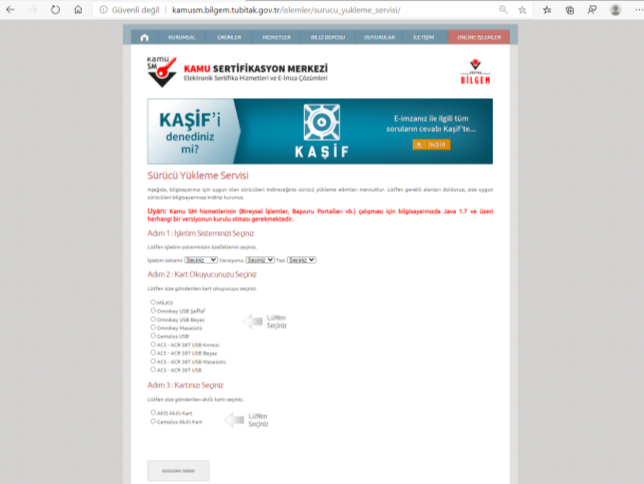 Güvenli değil | kamusm.bilgem.tubitak.gov.tr/islemler/surucu_yukleme_servisi/
KURUMSAL ÜRÜNLER HİZMETLER BİLGİ DEPOSU DUYURULAR İLETİŞİM ONLINE İŞLEMLER
kamu SM
KAMU SERTİFİKASYON MERKEZİ
Elektronik Sertifika Hizmetleri ve E-İmza Çözümleri
BİLGEM
KAŞİF'i
denediniz
mi?
KAŞİF
E-imzanız ile ilgili tüm
soruların cevabı Kaşif'te...
İNDİR
Sürücü Yükleme Servisi
Aşağıda, bilgisayarınız için uygun olan sürücüleri indireceğiniz sürücü yükleme adımları mevcuttur. Lütfen gerekli alanları doldurup, size uygun
sürücüleri bilgisayarınıza indirip kurunuz.
Uyarı: Kamu SM hizmetlerinin (Bireysel İşlemler, Başvuru Portalları vb.) çalışması için bilgisayarınızda Java 1.7 ve üzeri
herhangi bir versiyonun kurulu olması gerekmektedir.
Adım 1 : İşletim Sisteminizi Seçiniz
Lütfen işletim sisteminizin özelliklerini seçiniz.
İşletim sistemi: Seçiniz Versiyonu: Seçiniz Tipi: Seçiniz
Adım 2 : Kart Okuyucunuzu Seçiniz
Lütfen size gönderilen kart okuyucuyu seçiniz.
MİLKO
Omnikey USB Şeffaf
Omnikey USB Beyaz
Omnikey Masaüstü
Gemplus USB
ACS - ACR 38T USB Kırmızı
ACS - ACR 38T USB Beyaz
ACS - ACR 38T USB Masaüstü
ACS - ACR 38T USB
Lütfen
Seçiniz
Adım 3 : Kartınızı Seçiniz
Lütfen size gönderilen akıllı kartı seçiniz.
AKİS Akıllı Kart
Gemplus Akıllı Kart
Lütfen
Seçiniz